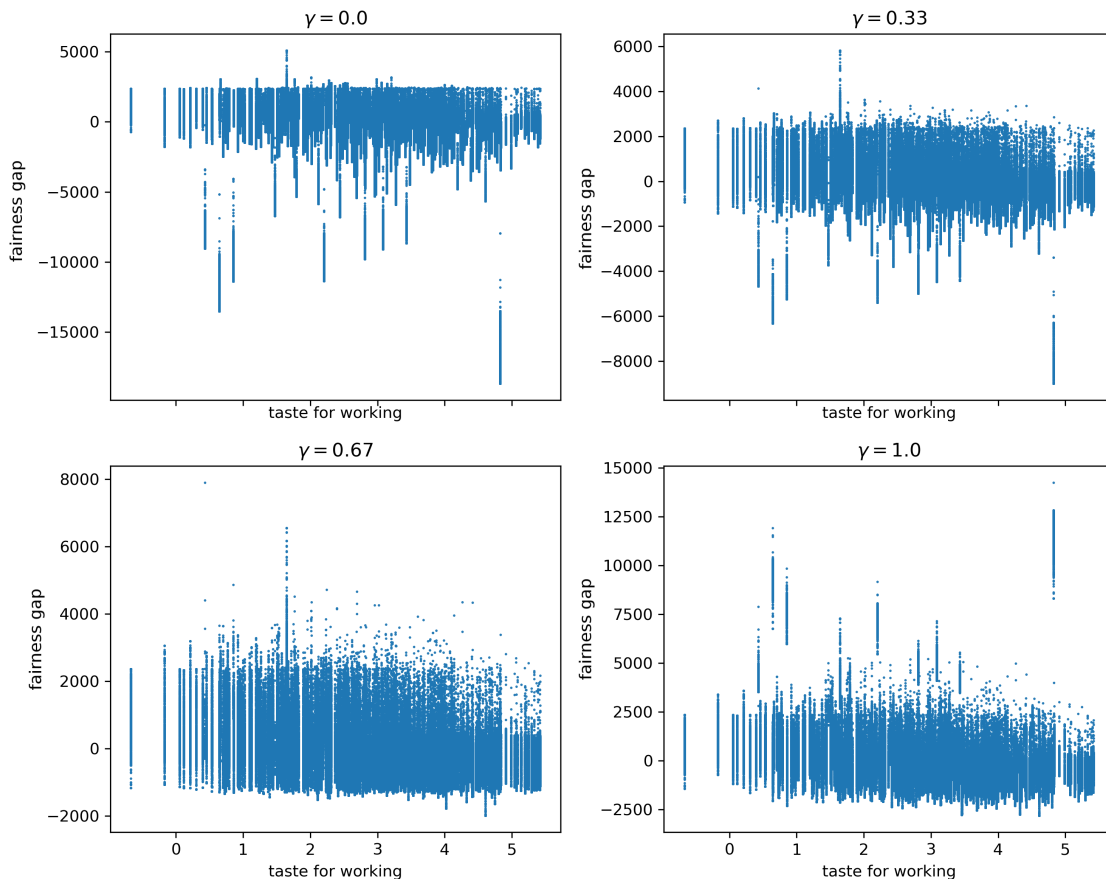 γ = 0.0
5000
0
−5000
−10000
−15000
fairness gap
taste for working
γ = 0.33
6000
4000
2000
0
−2000
−4000
−6000
−8000
fairness gap
taste for working
γ = 0.67
8000
6000
4000
2000
0
−2000
fairness gap
0 1 2 3 4 5
taste for working
γ = 1.0
15000
12500
10000
7500
5000
2500
0
−2500
fairness gap
0 1 2 3 4 5
taste for working